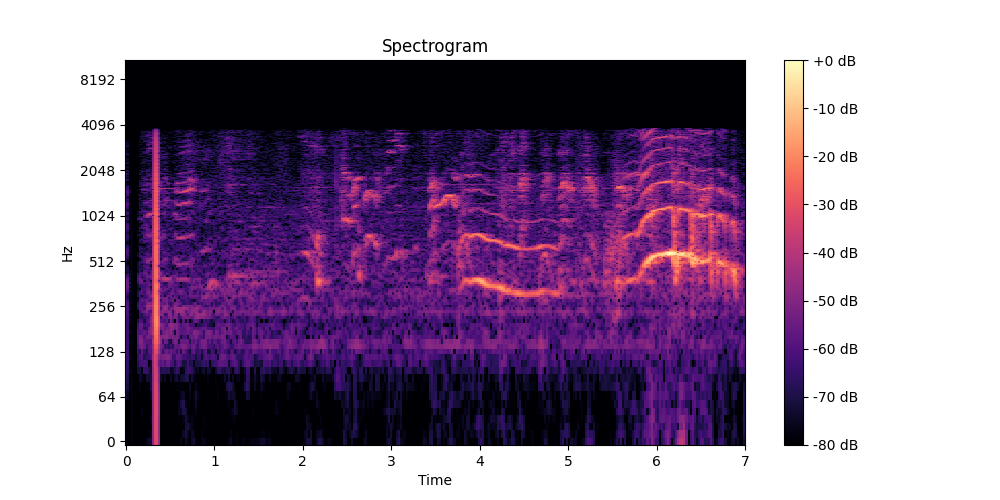 Spectrogram
8192
4096
2048
1024
512
256
128
64
0
Hz
0 1 2 3 4 5 6 7
Time
+0 dB
-10 dB
-20 dB
-30 dB
-40 dB
-50 dB
-60 dB
-70 dB
-80 dB